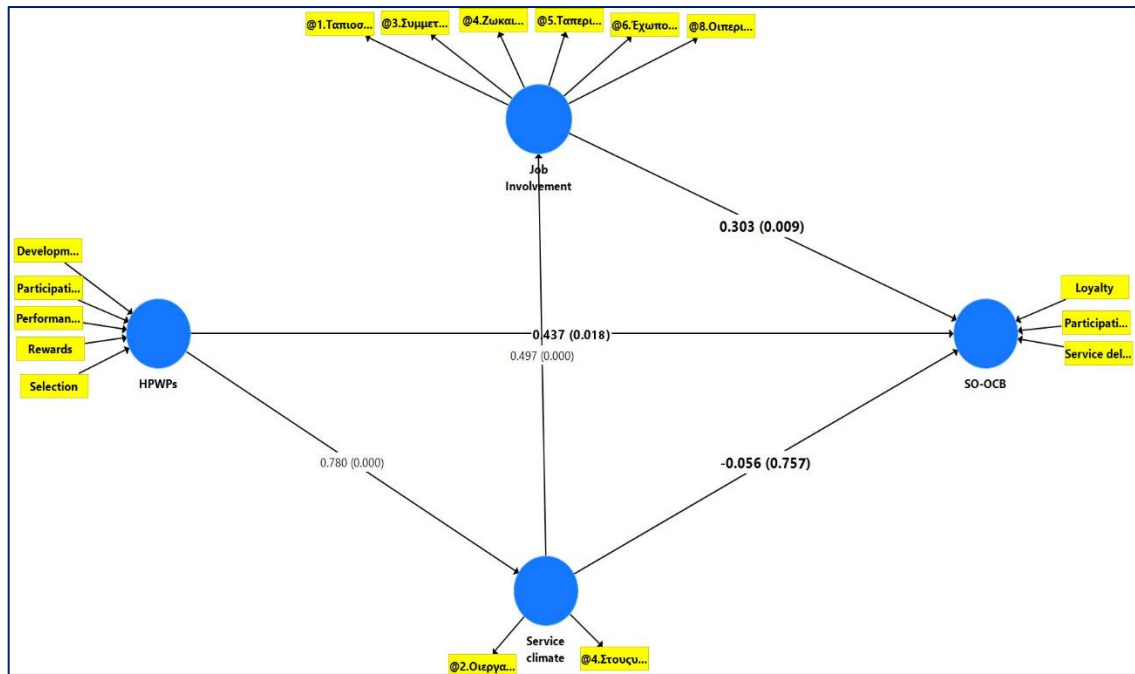 @1.Ταπιοσ...
@3.Συμμετ...
@4.Ζωκαι...
@5.Ταπερι...
@6.Έχωπο...
@8.Οιπερι...
Job
Involvement
0.303 (0.009)
Developm...
Participati...
Performan...
Rewards
Selection
HPWPs
0.437 (0.018)
0.497 (0.000)
Loyalty
Participati...
Service del...
SO-OCB
0.780 (0.000)
-0.056 (0.757)
Service
climate
@2.Οιεργα...
@4.Στουςυ...